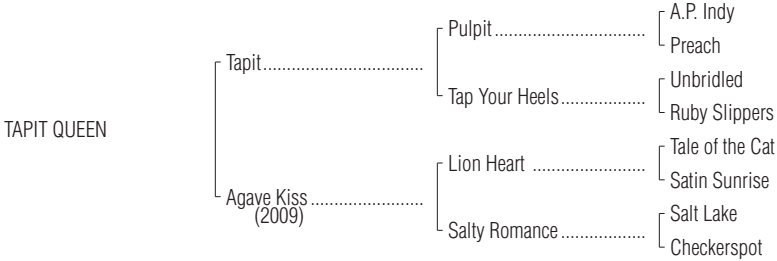 A.P. Indy
Pulpit..............................
Preach
Tapit................................
Unbridled
Tap Your Heels.................
Ruby Slippers
TAPIT QUEEN
Tale of the Cat
Lion Heart .......................
Satin Sunrise
Agave Kiss.......................
(2009)
Salt Lake
Salty Romance.................
Checkerspot